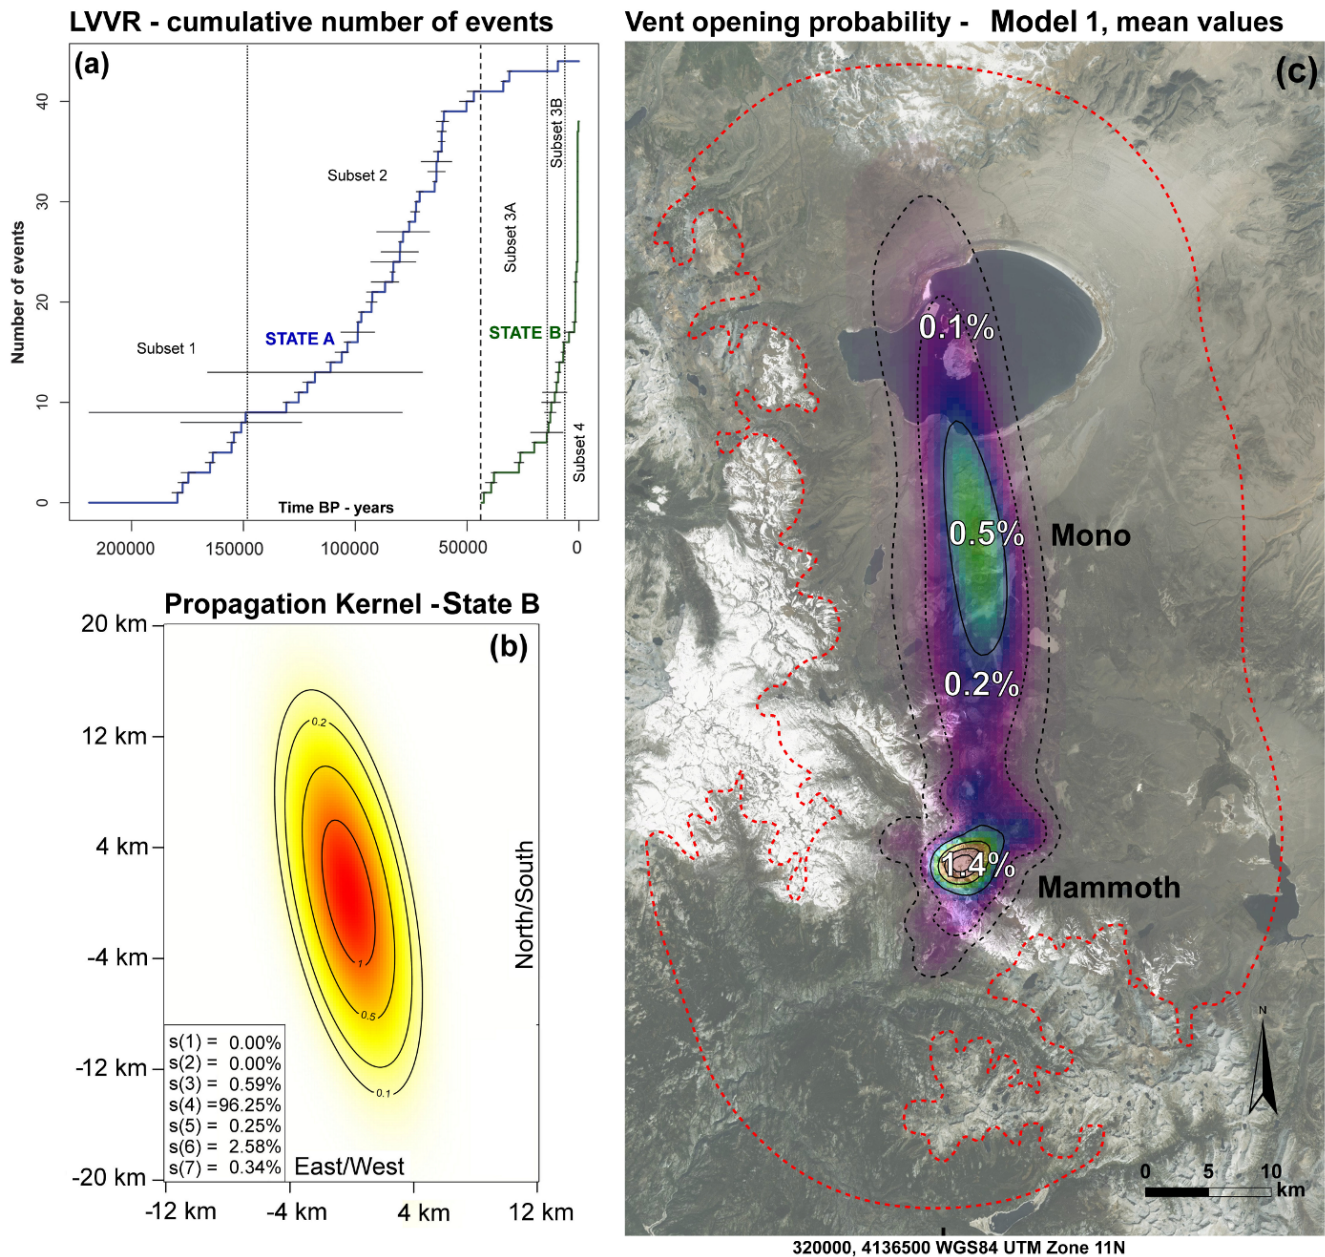 LVVR - cumulative number of events
(a)
Number of events
40
30
20
10
0
Subset 1
Subset 2
STATE A
Subset 3A
STATE B
Subset 3B
Subset 4
Time BP - years
200000 150000 100000 50000 0
Propagation Kernel -State B
(b)
20 km
12 km
4 km
-4 km
-12 km
-20 km
0.2
1
0.5
0.1
North/South
s(1) = 0.00%
s(2) = 0.00%
s(3) = 0.59%
s(4) =96.25%
s(5) = 0.25%
s(6) = 2.58%
s(7) = 0.34%
East/West
-12 km -4 km 4 km 12 km
Vent opening probability - Model 1, mean values
(c)
0.1%
0.5%
Mono
0.2%
1.4%
Mammoth
N
0 5 10
km
320000, 4136500 WGS84 UTM Zone 11N